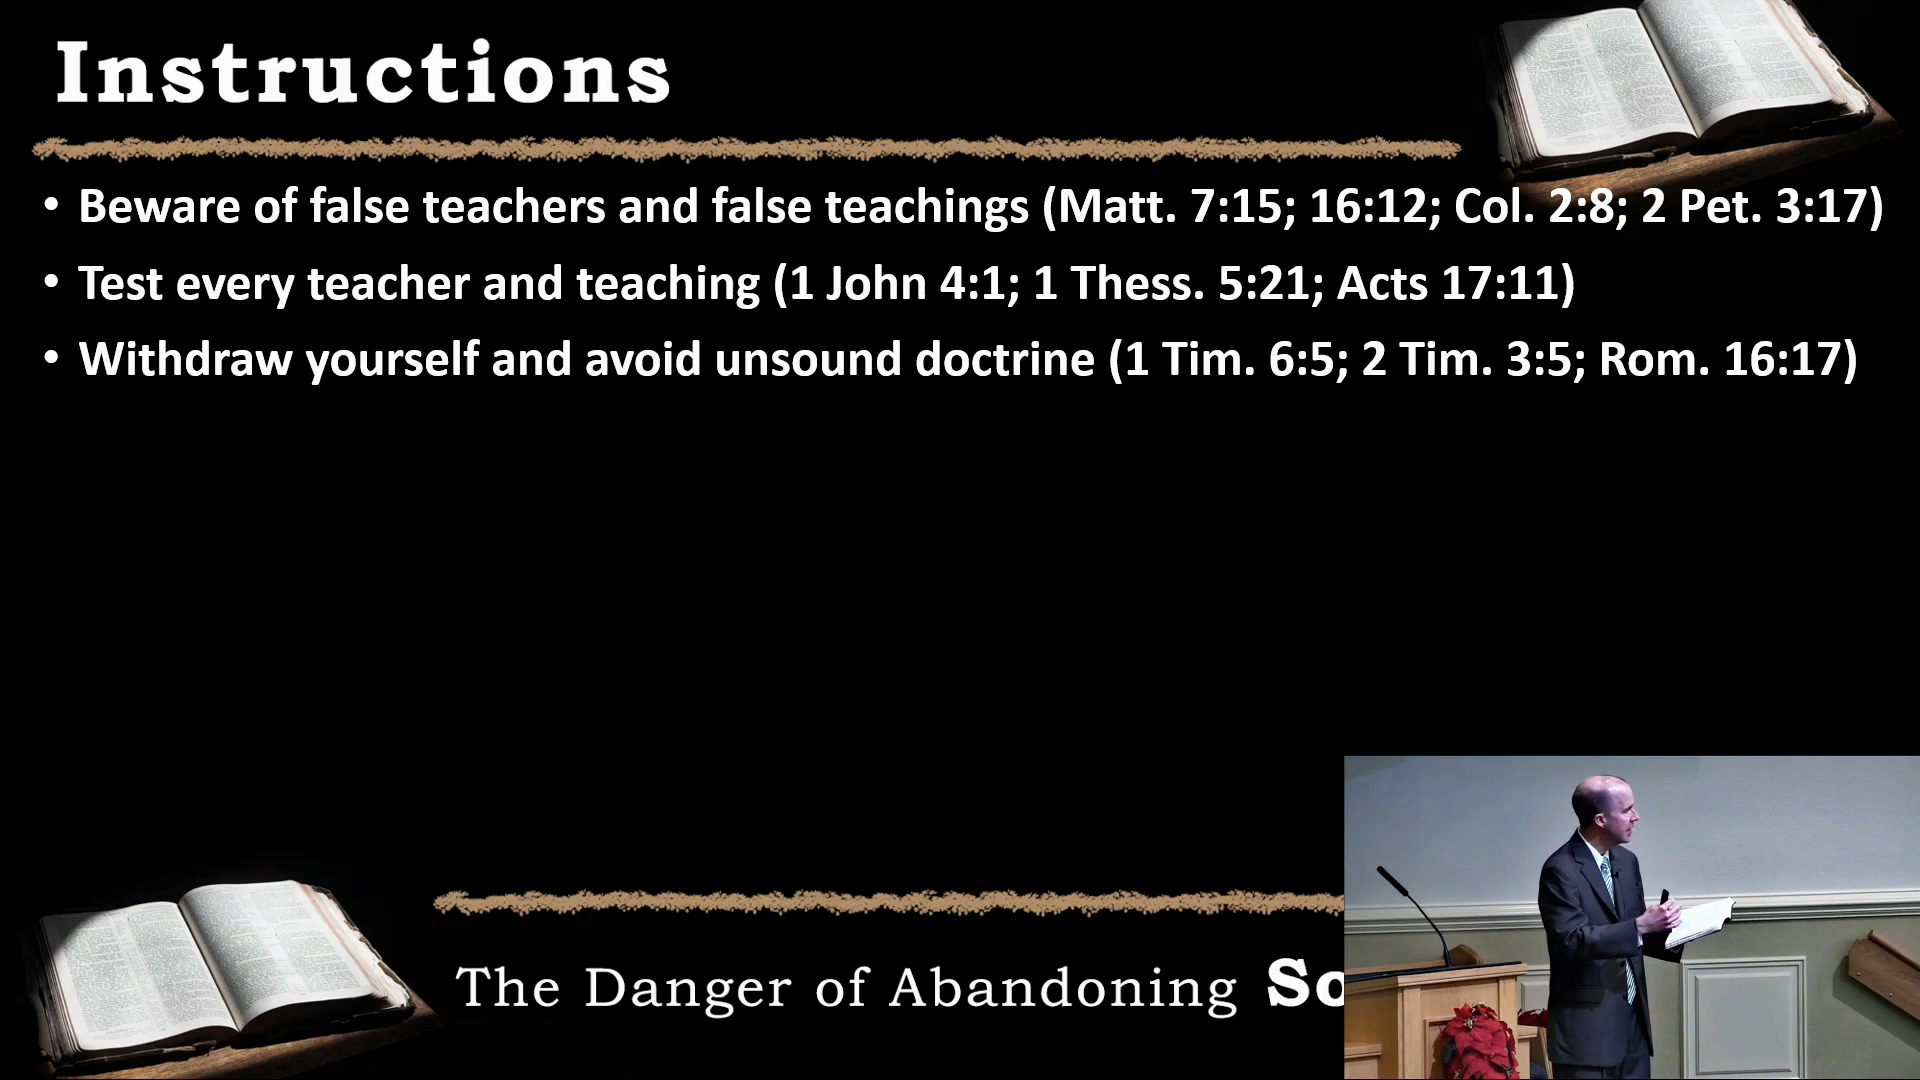 Instructions
• Beware of false teachers and false teachings (Matt. 7:15; 16:12; Col. 2:8; 2 Pet. 3:17)
• Test every teacher and teaching (1 John 4:1; 1 Thess. 5:21; Acts 17:11)
• Withdraw yourself and avoid unsound doctrine (1 Tim. 6:5; 2 Tim. 3:5; Rom. 16:17)
The Danger of Abandoning